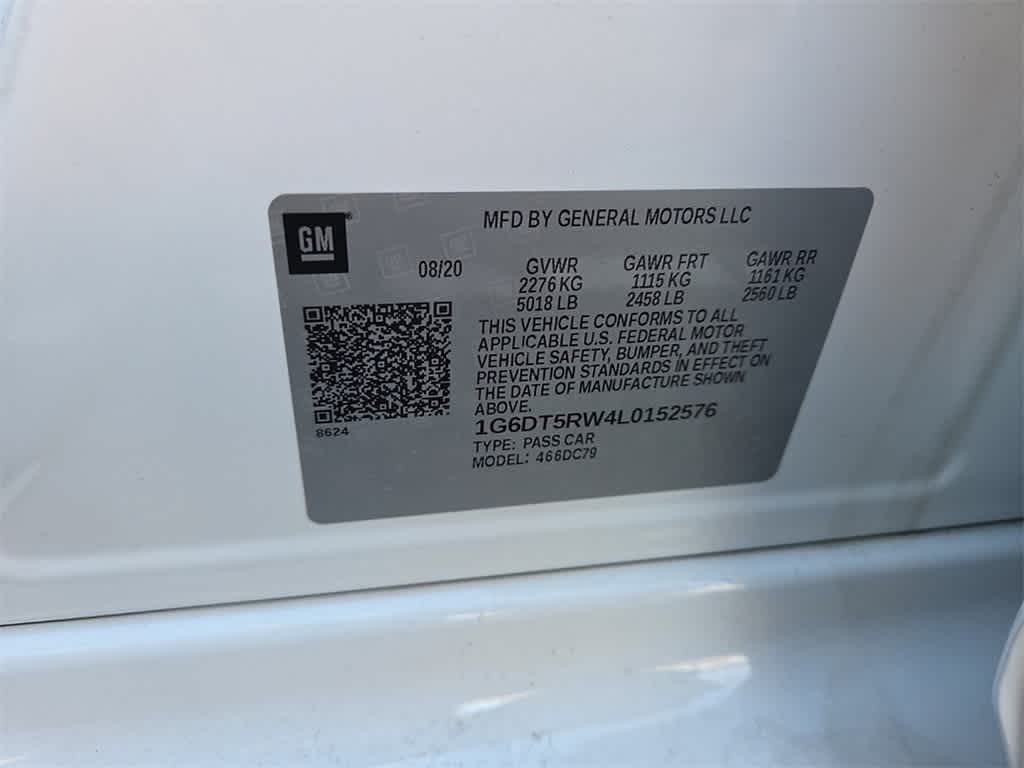 GM
MFD BY GENERAL MOTORS LLC
08/20 GVWR GAWR FRT GAWR RR
2276 KG 1115 KG 1161 KG
5018 LB 2458 LB 2560 LB
THIS VEHICLE CONFORMS TO ALL
APPLICABLE U.S. FEDERAL MOTOR
VEHICLE SAFETY, BUMPER, AND THEFT
PREVENTION STANDARDS IN EFFECT ON
THE DATE OF MANUFACTURE SHOWN
ABOVE.
8624
1G6DT5RW4L0152576
TYPE: PASS CAR
MODEL: 466DC79